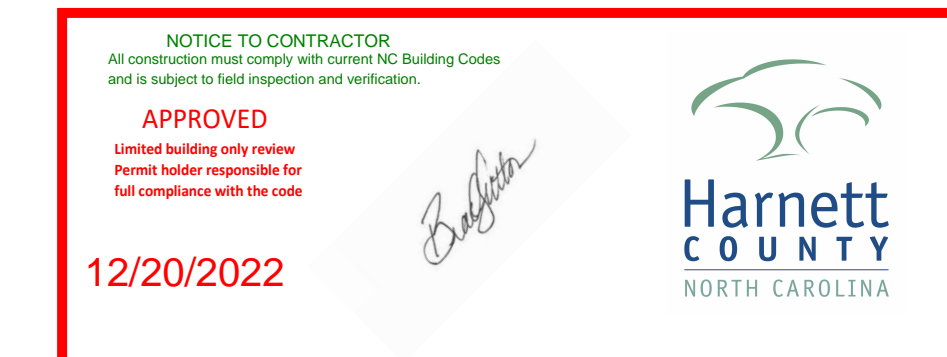 NOTICE TO CONTRACTOR
All construction must comply with current NC Building Codes
and is subject to field inspection and verification.
APPROVED
Limited building only review
Permit holder responsible for
full compliance with the code
12/20/2022
Harnett
COUNTY
NORTH CAROLINA